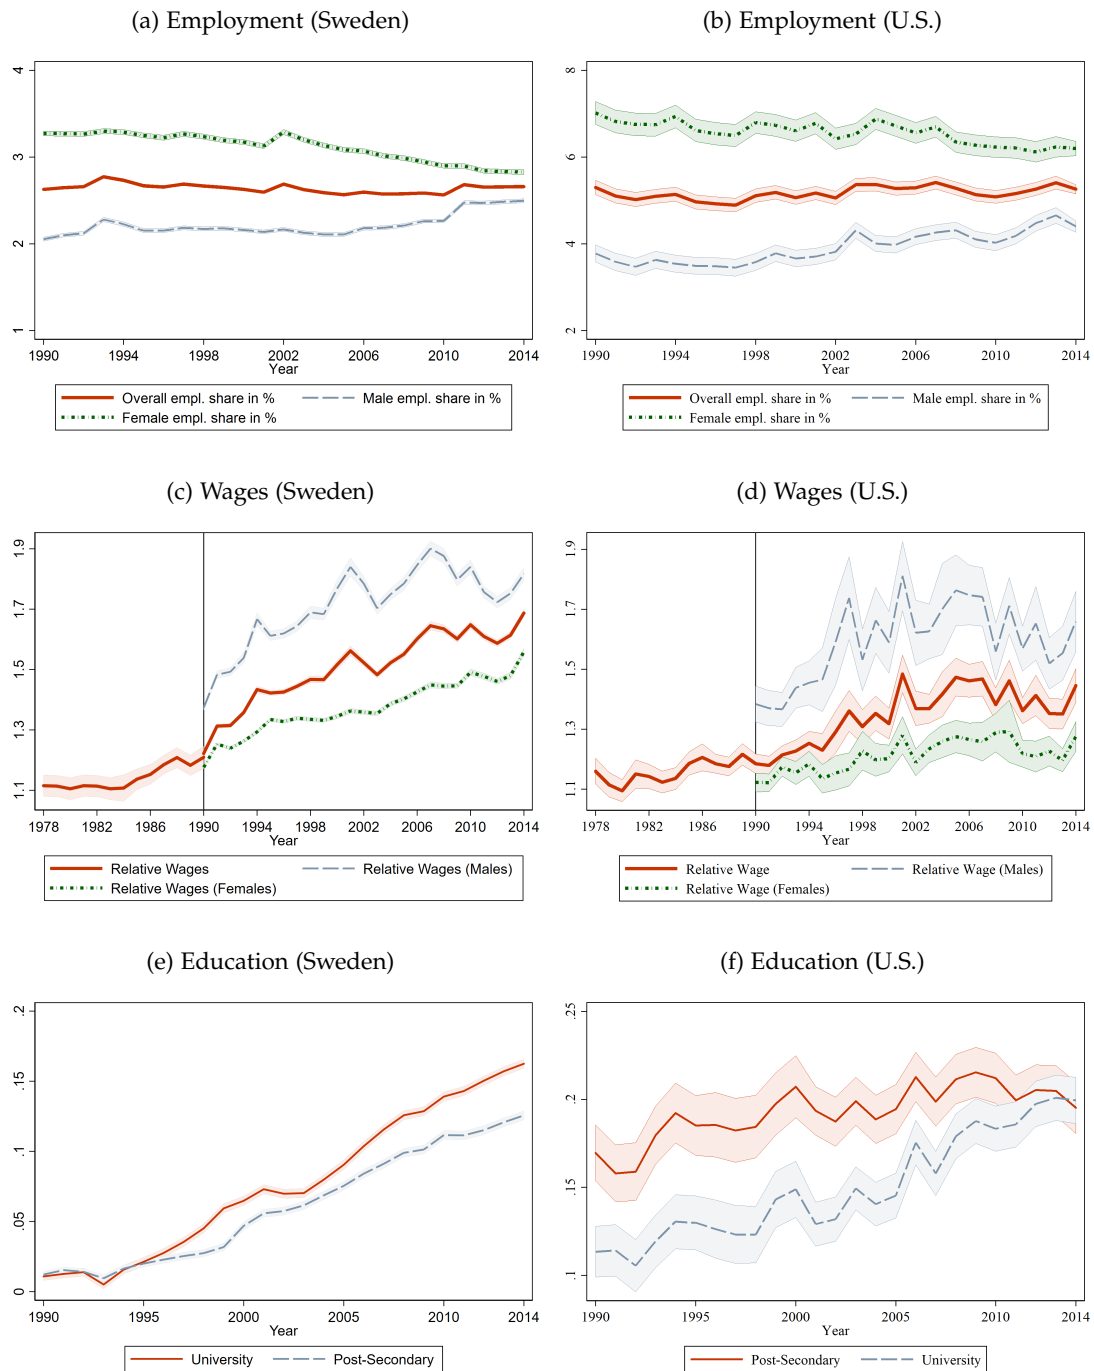 (a) Employment (Sweden)
(b) Employment (U.S.)
4
3
2
1
1990 1994 1998 2002 2006 2010 2014
Year
Overall empl. share in % Male empl. share in %
Female empl. share in %
8
6
4
2
1990 1994 1998 2002 2006 2010 2014
Year
Overall empl. share in % Male empl. share in %
Female empl. share in %
(c) Wages (Sweden)
(d) Wages (U.S.)
1.9
1.7
1.5
1.3
1.1
1978 1982 1986 1990 1994 1998 2002 2006 2010 2014
Year
Relative Wages Relative Wages (Males)
Relative Wages (Females)
1.9
1.7
1.5
1.3
1.1
1978 1982 1986 1990 1994 1998 2002 2006 2010 2014
Year
Relative Wage Relative Wage (Males)
Relative Wage (Females)
(e) Education (Sweden)
(f) Education (U.S.)
.2
.15
.1
.05
0
1990 1995 2000 2005 2010 2014
Year
University Post-Secondary
.25
.2
.15
.1
1990 1995 2000 2005 2010 2014
Year
Post-Secondary University